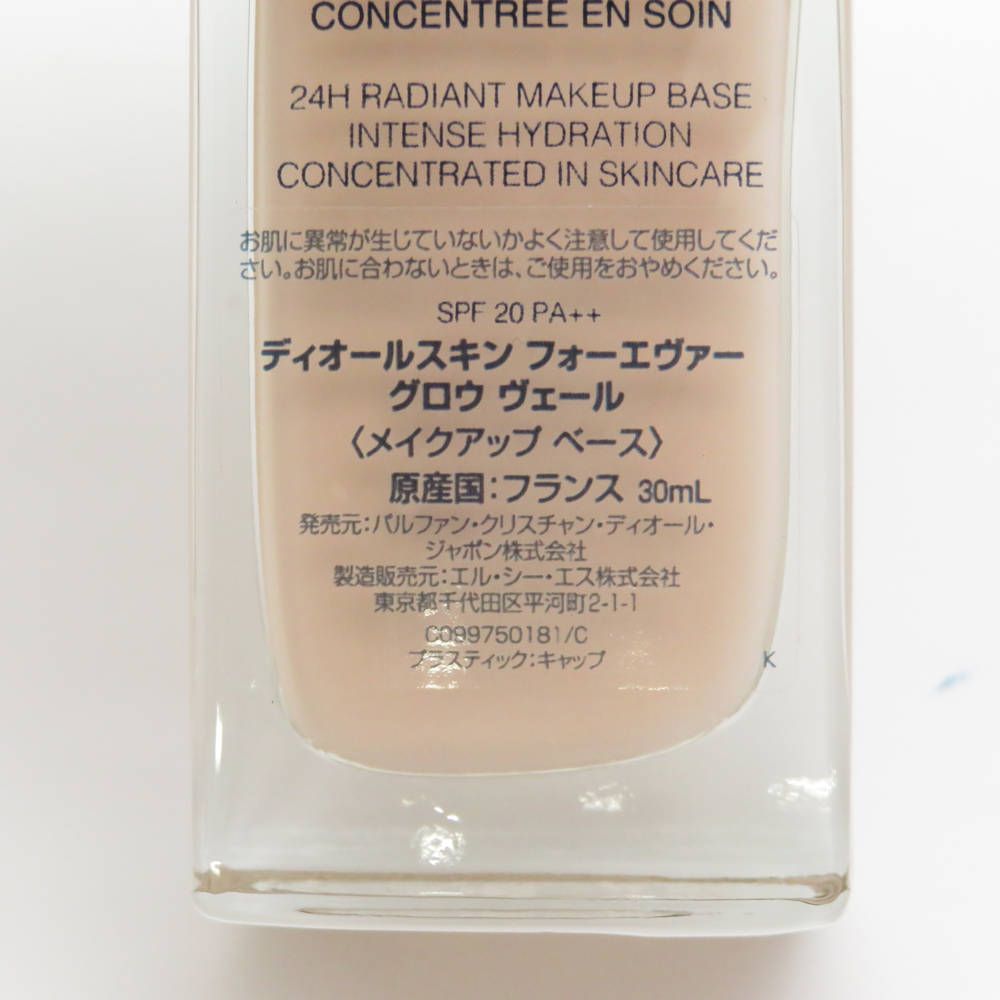 CONCENTRÉE EN SOIN
24H RADIANT MAKEUP BASE
INTENSE HYDRATION
CONCENTRATED IN SKINCARE
お肌に異常が生じていないかよく注意して使用してくだ
さい。お肌に合わないときは、ご使用をおやめください。
SPF 20 PA++
ディオールスキン フォーエヴァー
グロウ ヴェール
〈メイクアップ ベース〉
原産国：フランス 30mL
発売元：パルファン・クリスチャン・ディオール・
ジャポン株式会社
製造販売元：エル・シー・エス株式会社
東京都千代田区平河町2-1-1
C099750181/C
プラスティック：キャップ K